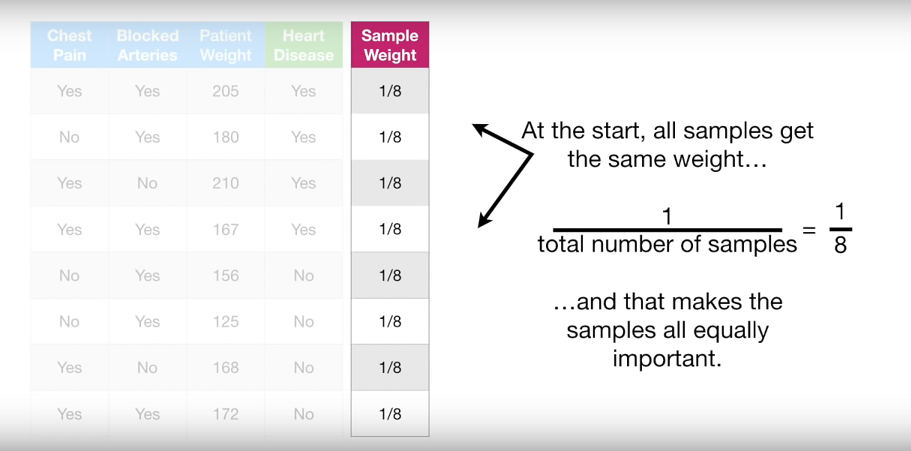 Chest Pain Blocked Arteries Patient Weight Heart Disease Sample Weight
Yes Yes 205 Yes 1/8
No Yes 180 Yes 1/8
Yes No 210 Yes 1/8
Yes Yes 167 Yes 1/8
No Yes 156 No 1/8
No Yes 125 No 1/8
Yes No 168 No 1/8
Yes Yes 172 No 1/8
At the start, all samples get
the same weight…
1
total number of samples
=
1
8
…and that makes the
samples all equally
important.